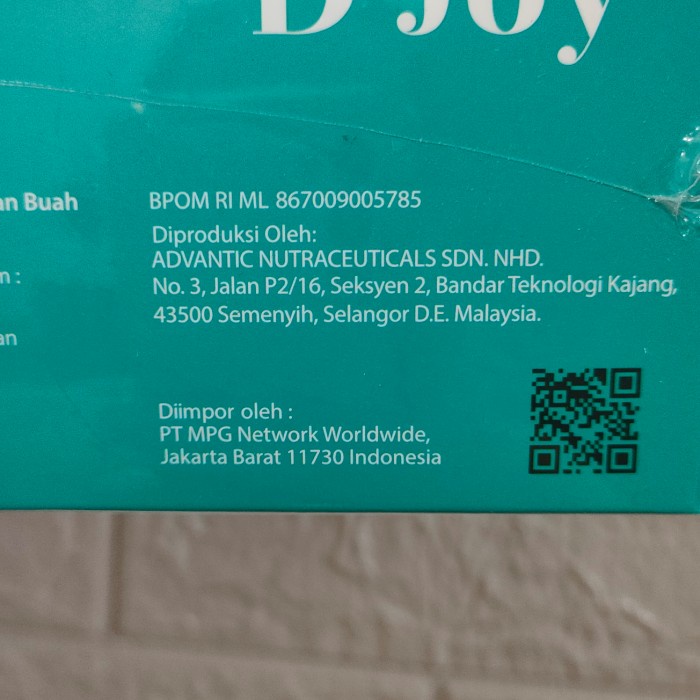 D'Joy
an Buah
m :
an
BPOM RI ML 867009005785
Diproduksi Oleh:
ADVANTIC NUTRACEUTICALS SDN. NHD.
No. 3, Jalan P2/16, Seksyen 2, Bandar Teknologi Kajang,
43500 Semenyih, Selangor D.E. Malaysia.
Diimpor oleh :
PT MPG Network Worldwide,
Jakarta Barat 11730 Indonesia